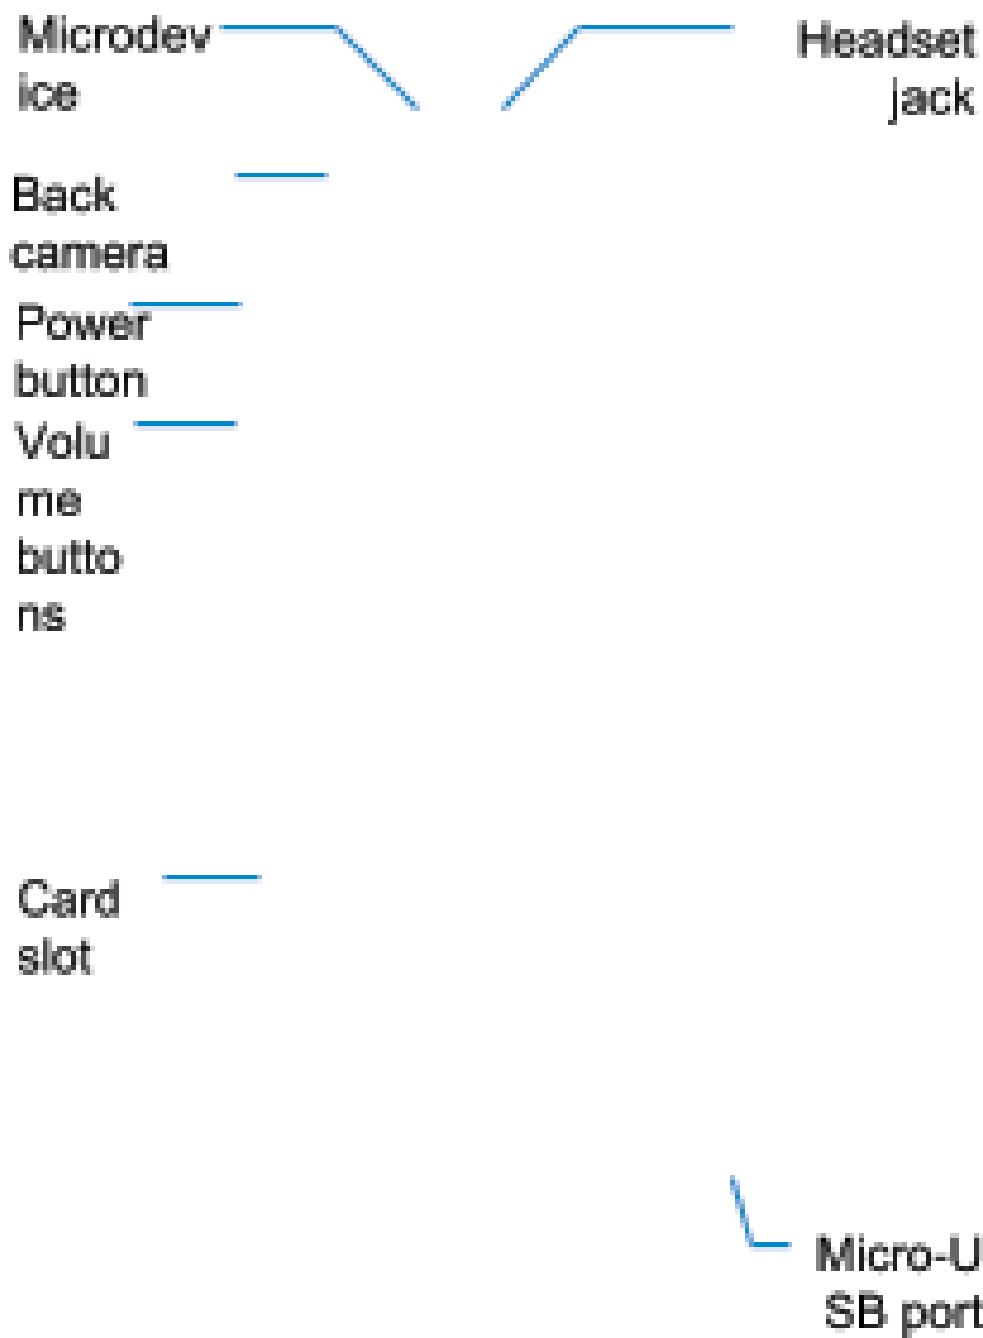 Microdev
ice
Headset
jack
Back
camera
Power
button
Volu
me
butto
ns
Card
slot
Micro-U
SB port